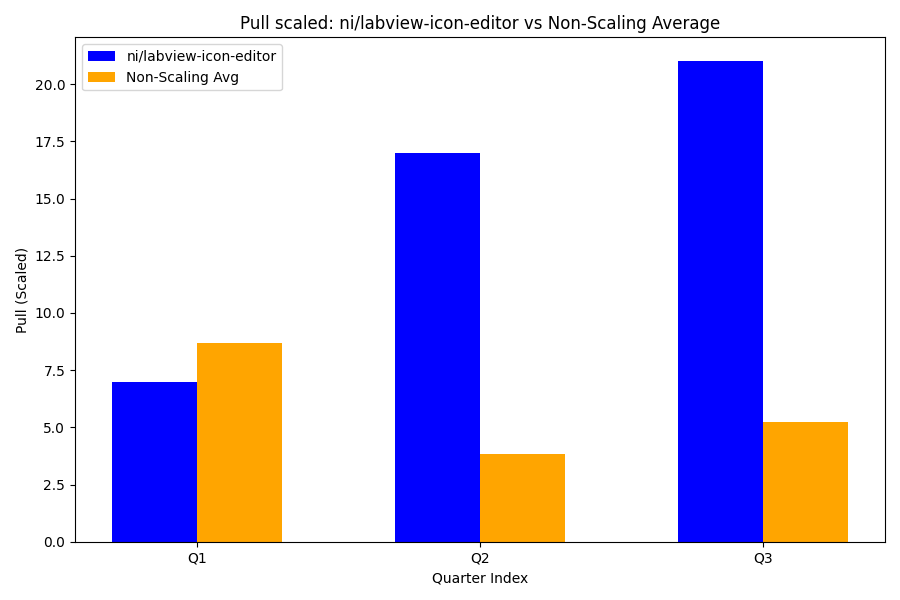 Pull scaled: ni/labview-icon-editor vs Non-Scaling Average
ni/labview-icon-editor
Non-Scaling Avg
Pull (Scaled)
20.0
17.5
15.0
12.5
10.0
7.5
5.0
2.5
0.0
Q1 Q2 Q3
Quarter Index